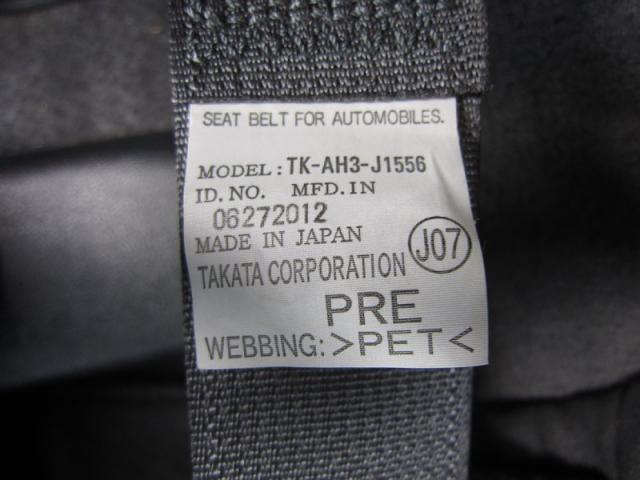 SEAT BELT FOR AUTOMOBILES.
MODEL: TK-AH3-J1556
ID. NO. MFD. IN
06272012
MADE IN JAPAN
J07
TAKATA CORPORATION
PRE
WEBBING: >PET<